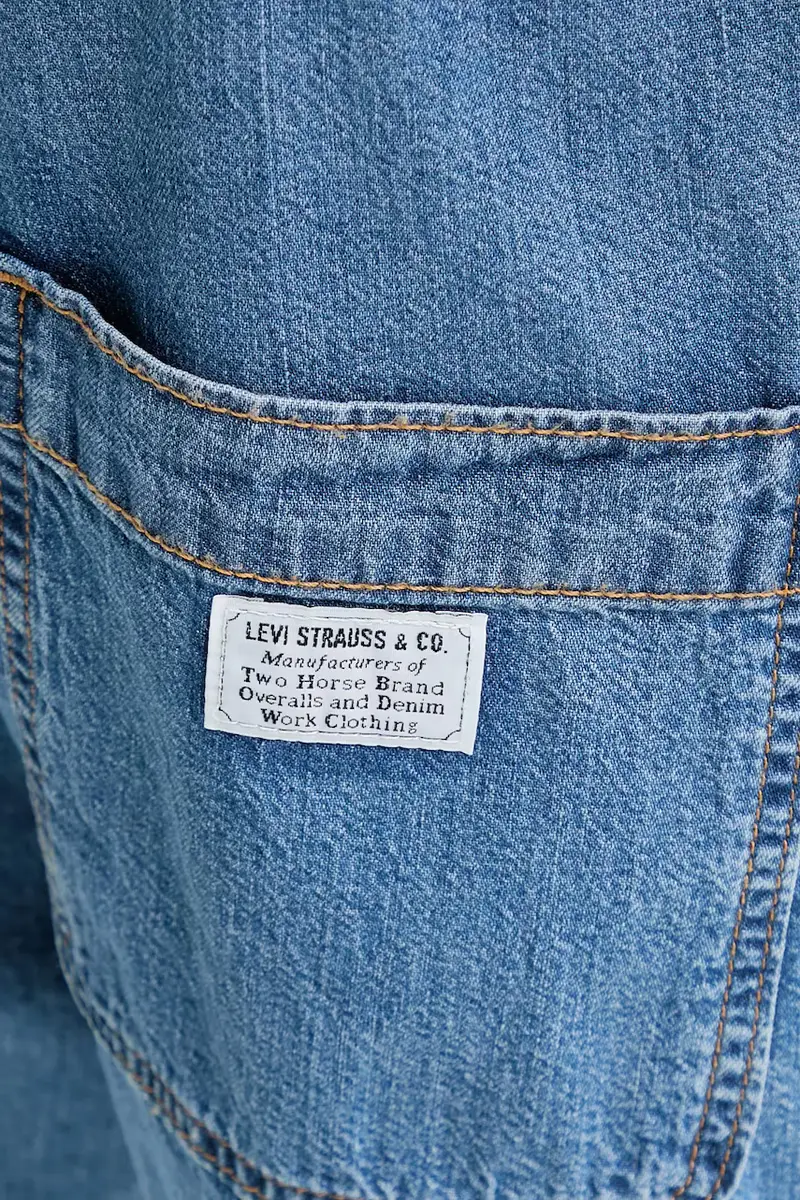 LEVI STRAUSS & CO.
Manufacturers of
Two Horse Brand
Overalls and Denim
Work Clothing